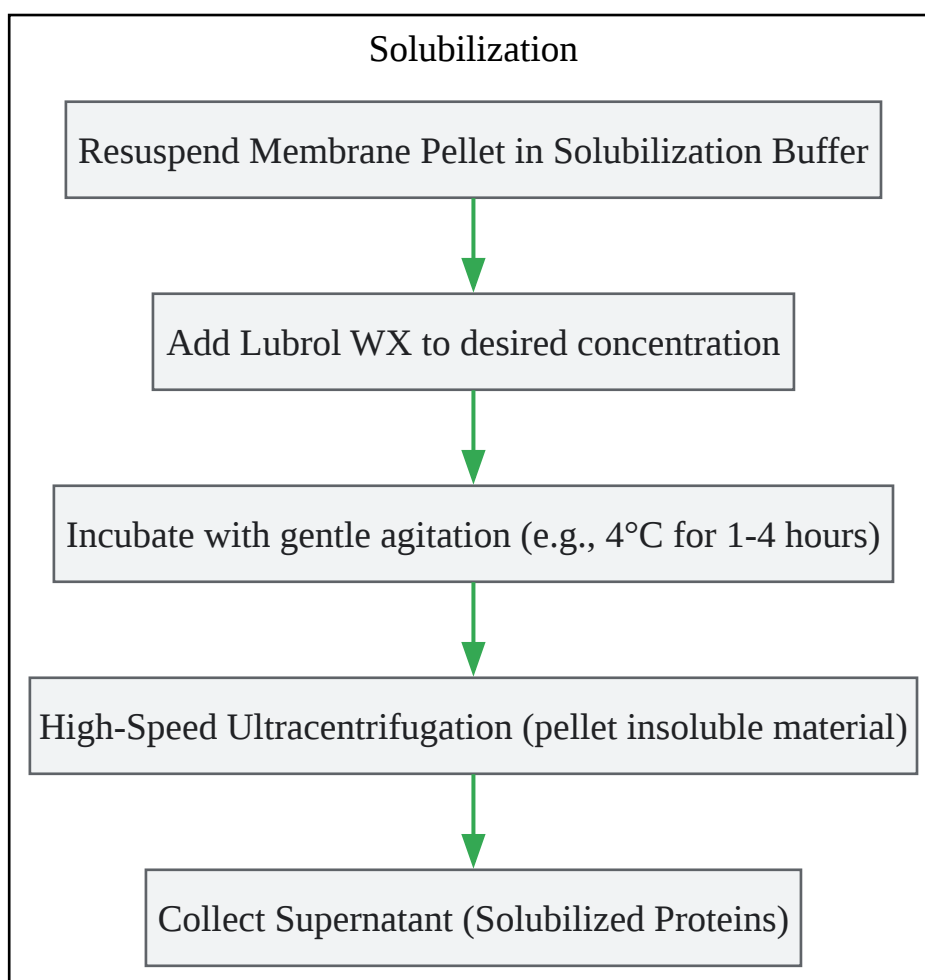 Solubilization
Resuspend Membrane Pellet in Solubilization Buffer
Add Lubrol WX to desired concentration
Incubate with gentle agitation (e.g., 4°C for 1-4 hours)
High-Speed Ultracentrifugation (pellet insoluble material)
Collect Supernatant (Solubilized Proteins)